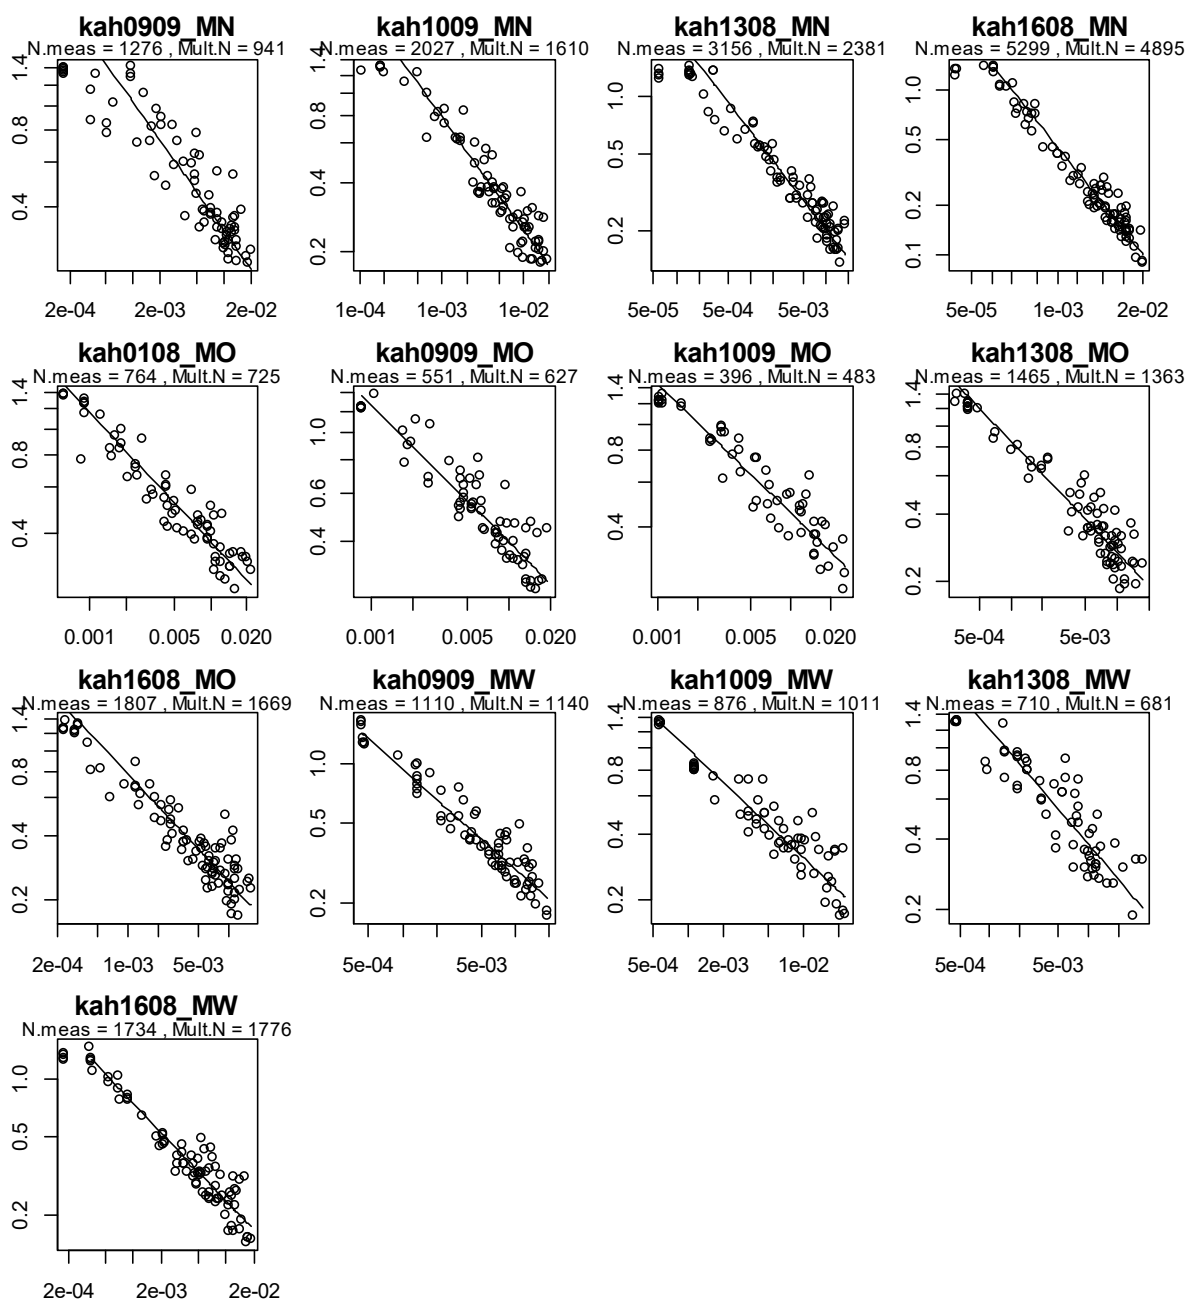 kah0909_MN
N.meas = 1276 , Mult.N = 941
1.4
0.8
0.4
2e-04 2e-03 2e-02
kah1009_MN
N.meas = 2027 , Mult.N = 1610
1.4
0.8
0.4
0.2
1e-04 1e-03 1e-02
kah1308_MN
N.meas = 3156 , Mult.N = 2381
1.0
0.5
0.2
5e-05 5e-04 5e-03
kah1608_MN
N.meas = 5299 , Mult.N = 4895
1.0
0.5
0.2
0.1
5e-05 1e-03 2e-02
kah0108_MO
N.meas = 764 , Mult.N = 725
1.4
0.8
0.4
0.001 0.005 0.020
kah0909_MO
N.meas = 551 , Mult.N = 627
1.0
0.6
0.4
0.001 0.005 0.020
kah1009_MO
N.meas = 396 , Mult.N = 483
1.4
0.8
0.4
0.001 0.005 0.020
kah1308_MO
N.meas = 1465 , Mult.N = 1363
1.4
0.8
0.4
0.2
5e-04 5e-03
kah1608_MO
N.meas = 1807 , Mult.N = 1669
1.4
0.8
0.4
0.2
2e-04 1e-03 5e-03
kah0909_MW
N.meas = 1110 , Mult.N = 1140
1.0
0.5
0.2
5e-04 5e-03
kah1009_MW
N.meas = 876 , Mult.N = 1011
1.4
0.8
0.4
0.2
5e-04 2e-03 1e-02
kah1308_MW
N.meas = 710 , Mult.N = 681
1.4
0.8
0.4
0.2
5e-04 5e-03
kah1608_MW
N.meas = 1734 , Mult.N = 1776
1.0
0.5
0.2
2e-04 2e-03 2e-02